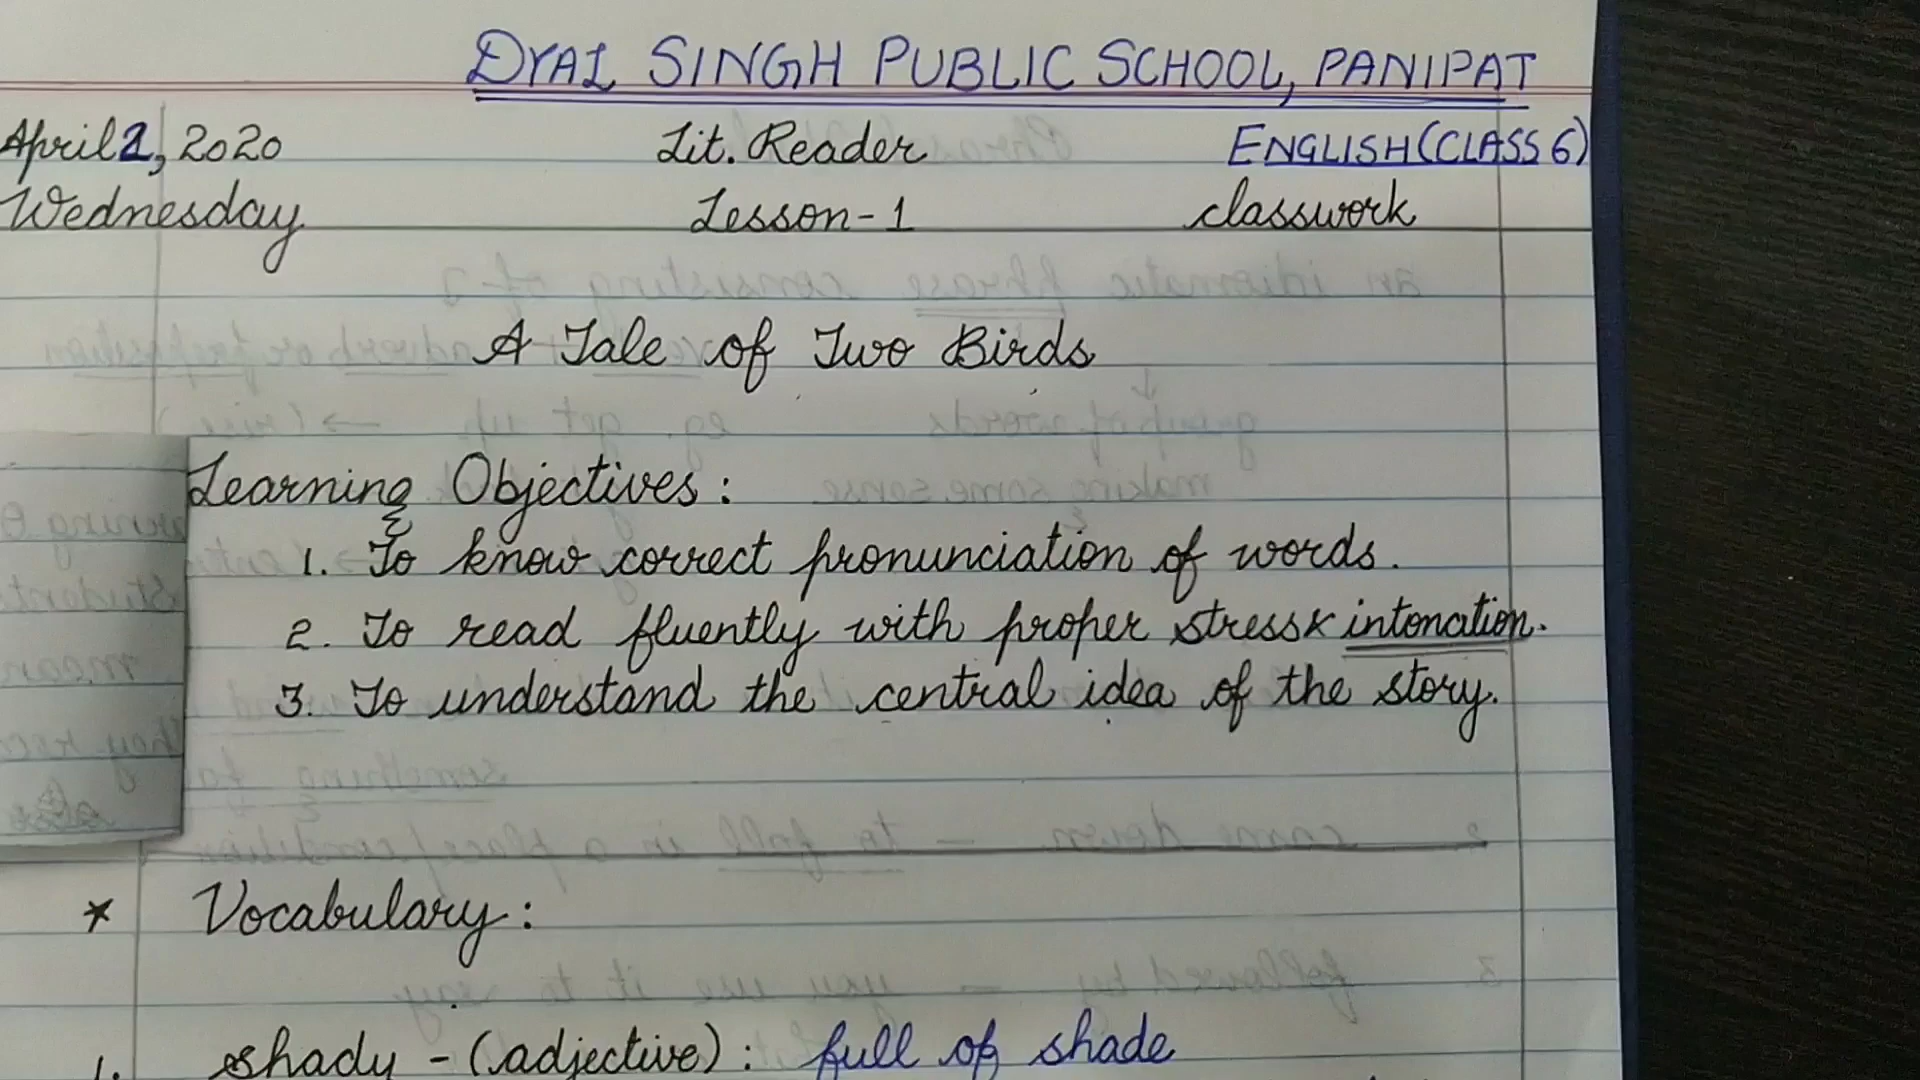 DYAL SINGH PUBLIC SCHOOL, PANIPAT
April 2, 2020 Lit. Reader ENGLISH (CLASS 6)
Wednesday Lesson-1 classwork
A Tale of Two Birds
Learning Objectives :
1. To know correct pronunciation of words.
2. To read fluently with proper stress & intonation.
3. To understand the central idea of the story.
* Vocabulary :
1. shady - (adjective) : full of shade